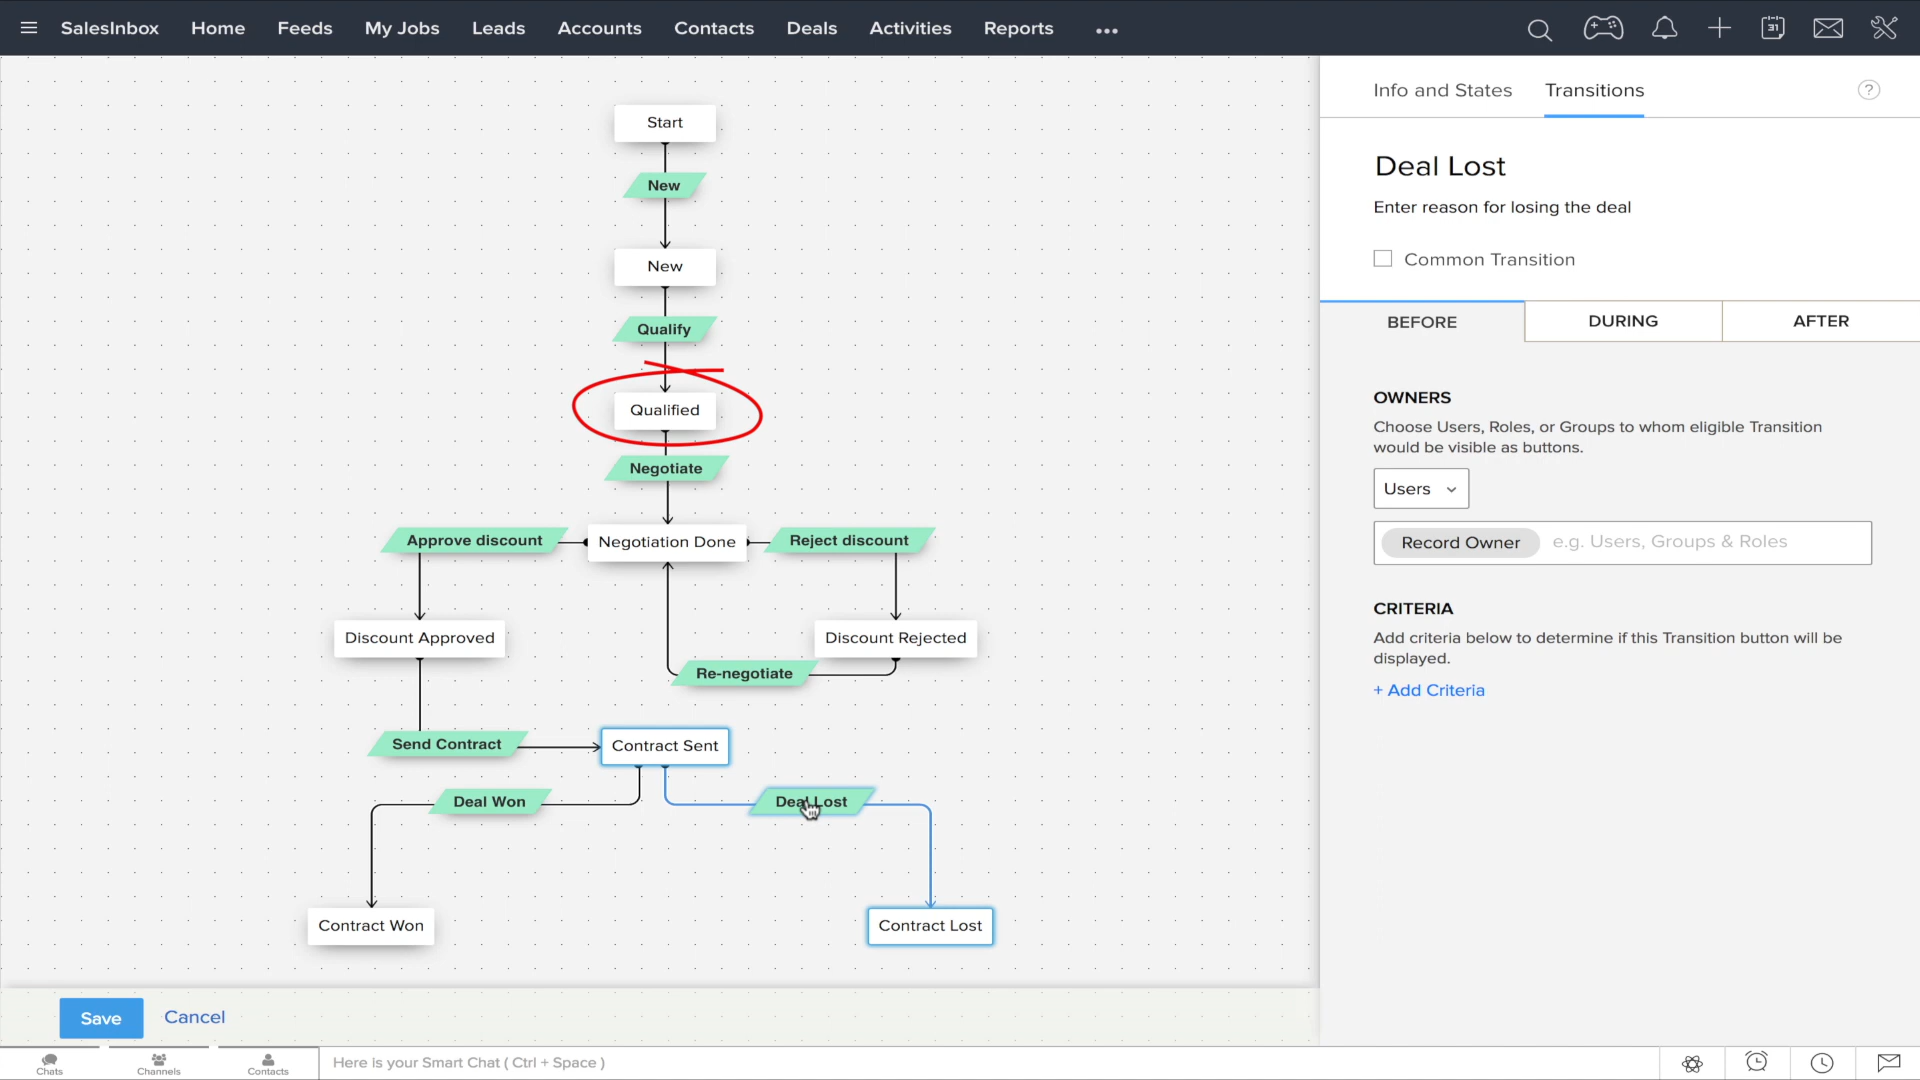 SalesInbox Home Feeds My Jobs Leads Accounts Contacts Deals Activities Reports
31
Info and States Transitions
?
Deal Lost
Enter reason for losing the deal
Common Transition
BEFORE DURING AFTER
OWNERS
Choose Users, Roles, or Groups to whom eligible Transition
would be visible as buttons.
Users
Record Owner e.g. Users, Groups & Roles
CRITERIA
Add criteria below to determine if this Transition button will be
displayed.
+ Add Criteria
Start
New
New
Qualify
Qualified
Negotiate
Approve discount Negotiation Done Reject discount
Discount Approved Discount Rejected
Re-negotiate
Send Contract Contract Sent
Deal Won Deal Lost
Contract Won Contract Lost
Save Cancel
Chats Channels Contacts Here is your Smart Chat ( Ctrl + Space )